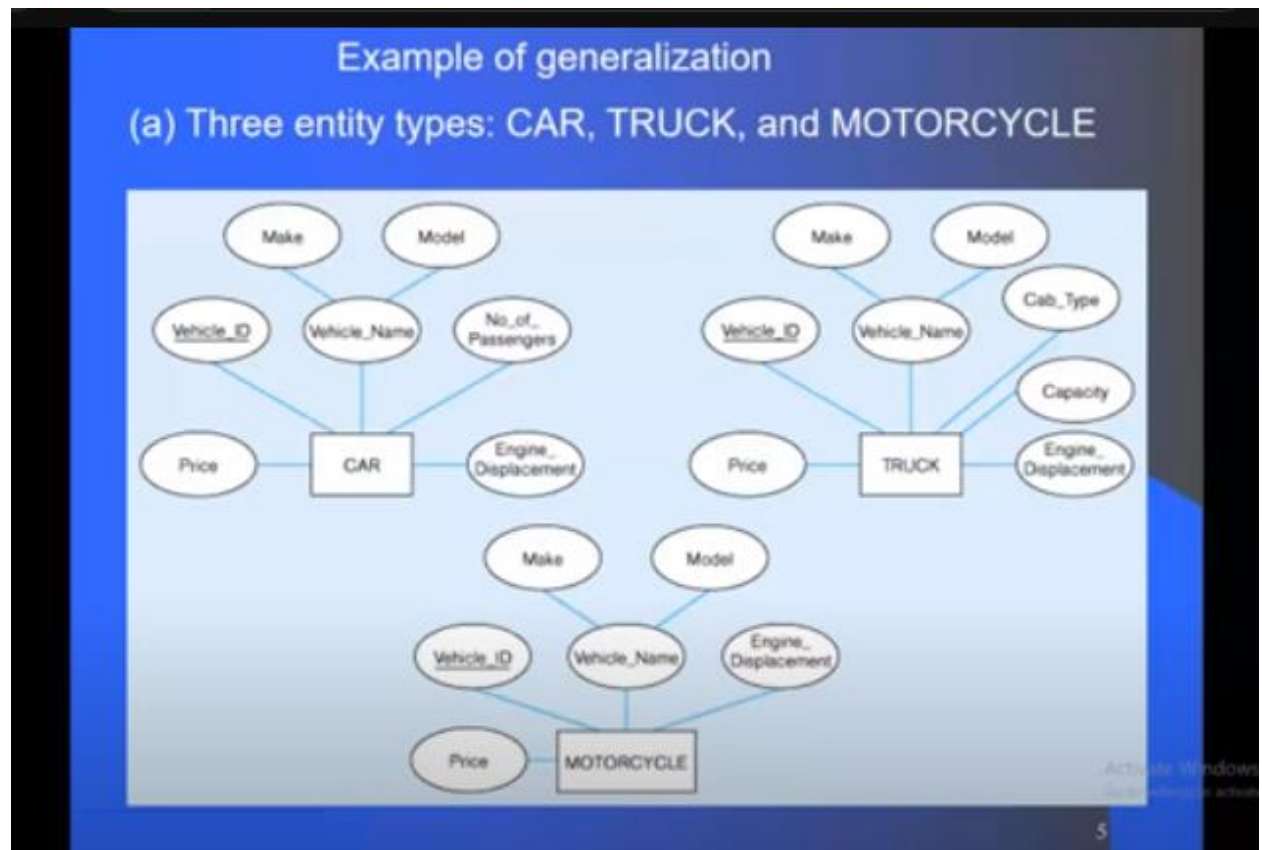 Example of generalization
(a) Three entity types: CAR, TRUCK, and MOTORCYCLE
Make
Model
Vehicle_ID
Vehicle_Name
No_of_
Passengers
Price
CAR
Engine_
Displacement
Make
Model
Cab_Type
Vehicle_ID
Vehicle_Name
Capacity
Price
TRUCK
Engine_
Displacement
Make
Model
Vehicle_ID
Vehicle_Name
Engine_
Displacement
Price
MOTORCYCLE
Activate Windows
5